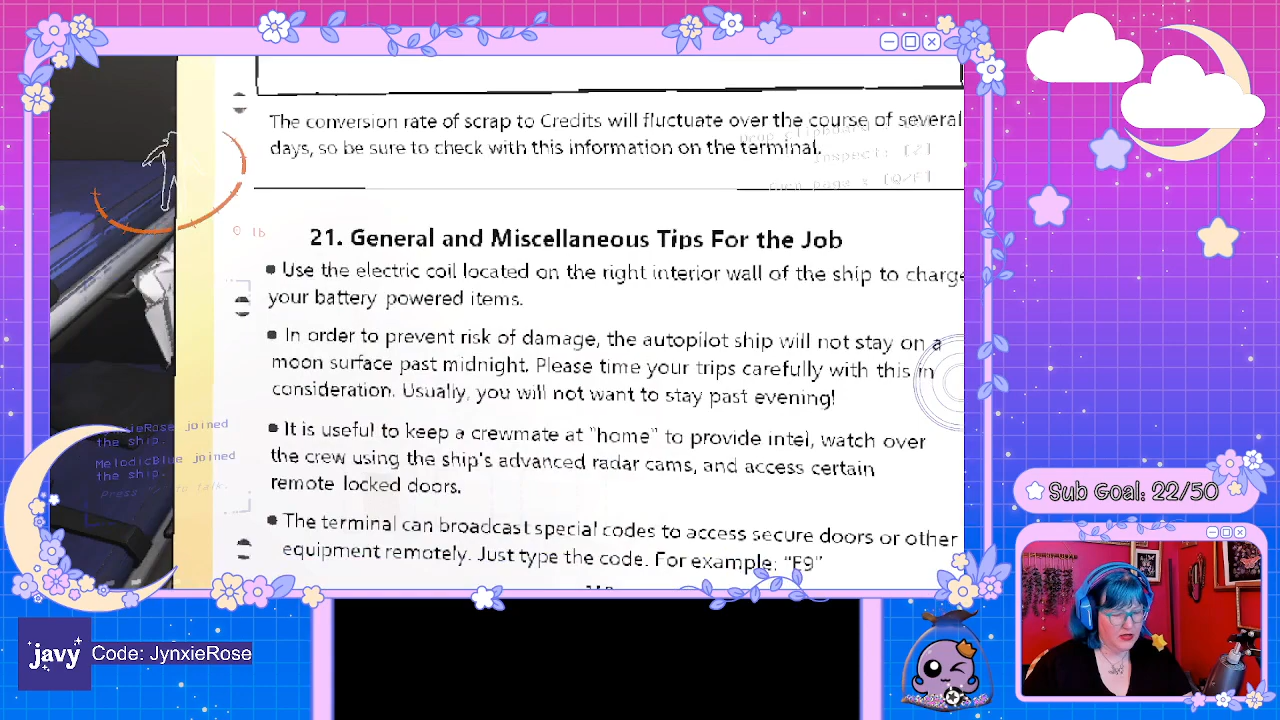 The conversion rate of scrap to Credits will fluctuate over the course of several
days, so be sure to check with this information on the terminal.
Inspect: [Z]
[Q/E]
0 lb
21. General and Miscellaneous Tips For the Job
Use the electric coil located on the right interior wall of the ship to charge
your battery powered items.
In order to prevent risk of damage, the autopilot ship will not stay on a
moon surface past midnight. Please time your trips carefully with this in
consideration. Usually, you will not want to stay past evening!
It is useful to keep a crewmate at "home" to provide intel, watch over
the crew using the ship's advanced radar cams, and access certain
remote locked doors.
The terminal can broadcast special codes to access secure doors or other
equipment remotely. Just type the code. For example: "F9"
joined
the ship.
MelodicBlue joined
the ship.
Sub Goal: 22/50
javy
Code: JynxieRose